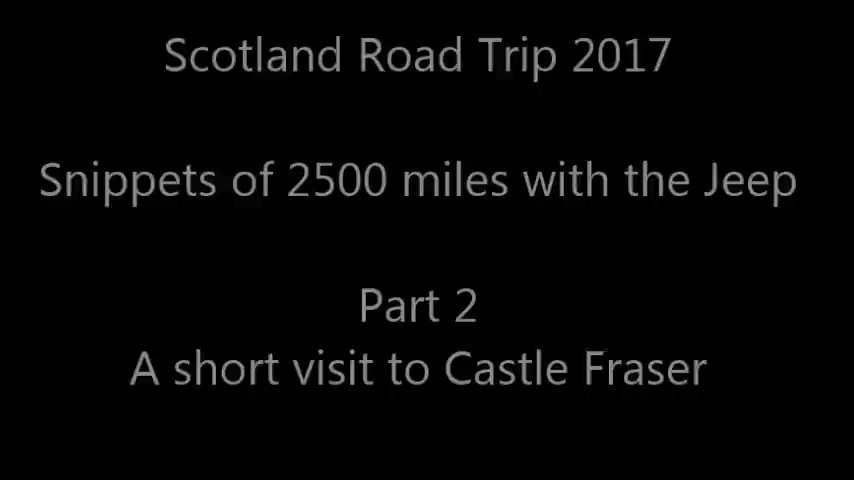 Scotland Road Trip 2017
Snippets of 2500 miles with the Jeep
Part 2
A short visit to Castle Fraser